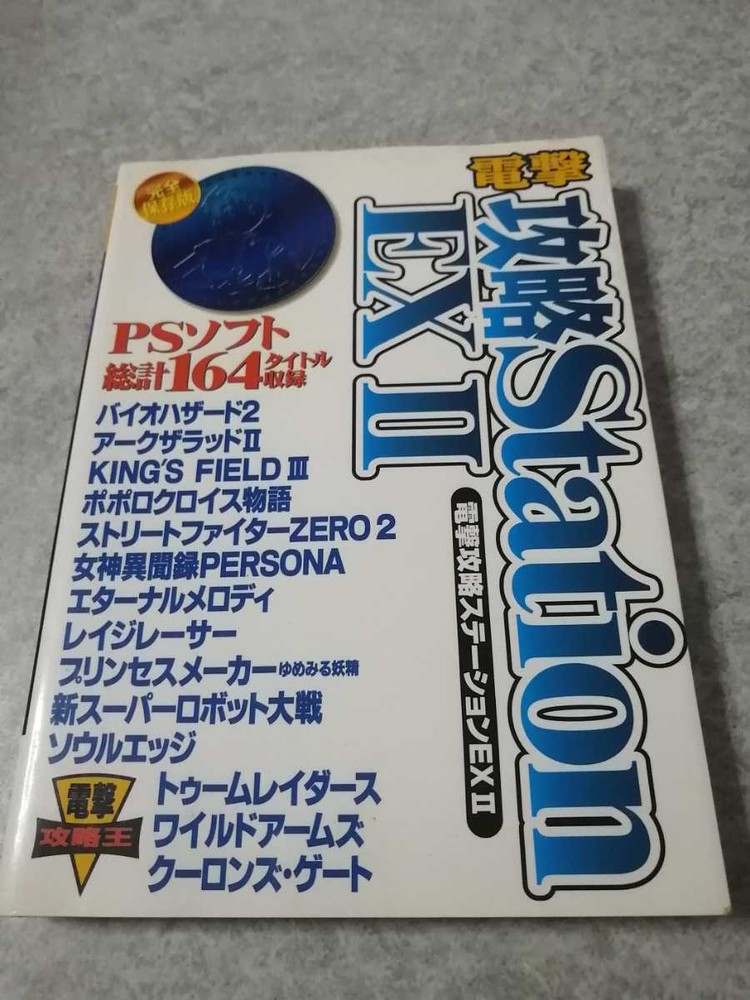 電撃
攻略Station
EX II
電撃攻略ステーションEX II
完全
保存版
PSソフト
総計164タイトル収録
バイオハザード2
アークザラッドII
KING'S FIELD III
ポポロクロイス物語
ストリートファイターZERO2
女神異聞録PERSONA
エターナルメロディ
レイジレーサー
プリンセスメーカーゆめみる妖精
新スーパーロボット大戦
ソウルエッジ
トゥームレイダース
ワイルドアームズ
クーロンズ・ゲート
電撃
攻略王